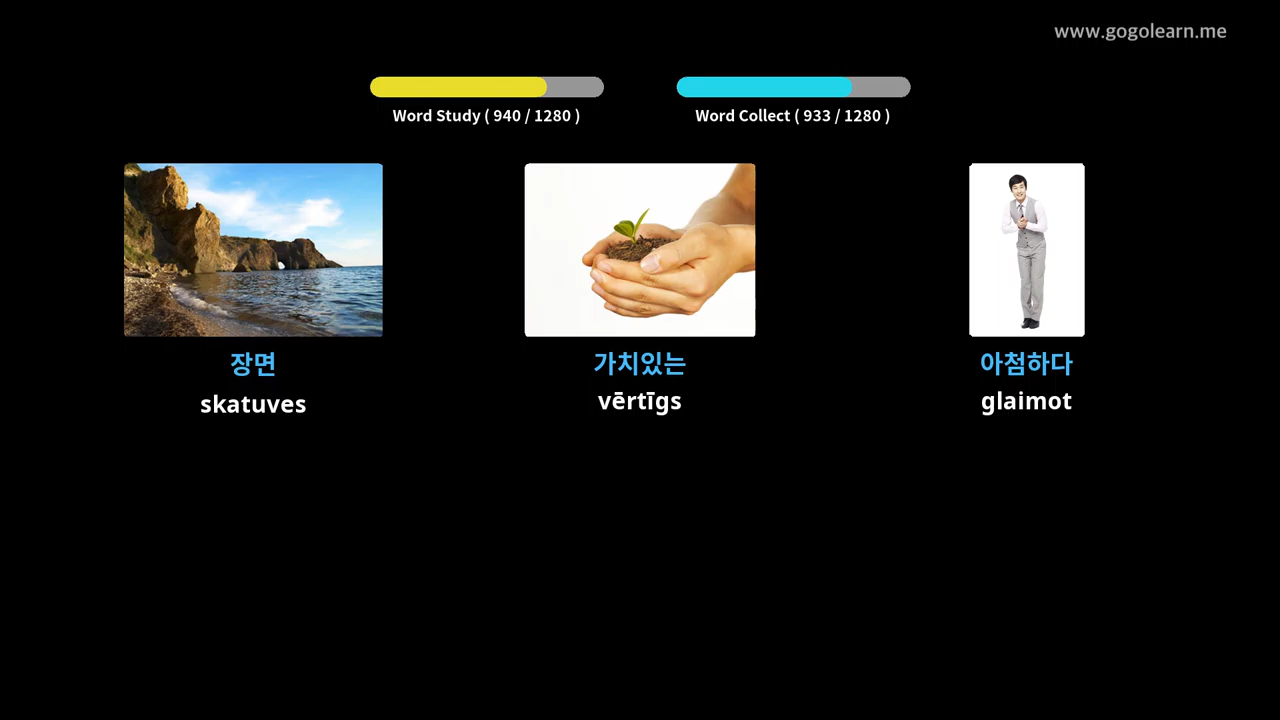 www.gogolearn.me
Word Study ( 940 / 1280 )
Word Collect ( 933 / 1280 )
장면
skatuves
가치있는
vērtīgs
아첨하다
glaimot